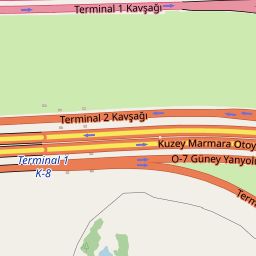 Terminal 1 Kavşağı
Terminal 2 Kavşağı
Kuzey Marmara Otoy
Terminal 1
K-8
O-7 Güney Yanyol
Term